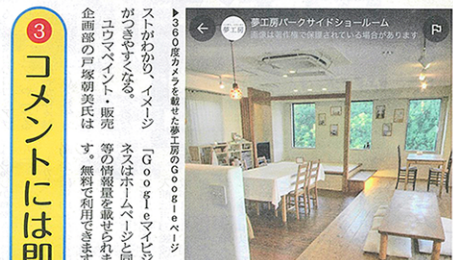 ▶360度カメラを載せた夢工房のGoogleページ
夢工房パークサイドショールーム
画像は著作権で保護されている場合があります
夢工房
ストがわかり、イメージ
がつきやすくなる。
ユウマペイント・販売
企画部の戸塚朝美氏は
「Googleマイビジ
ネスはホームページと同
等の情報量を載せられま
す。無料で利用できます
3
コメントには即